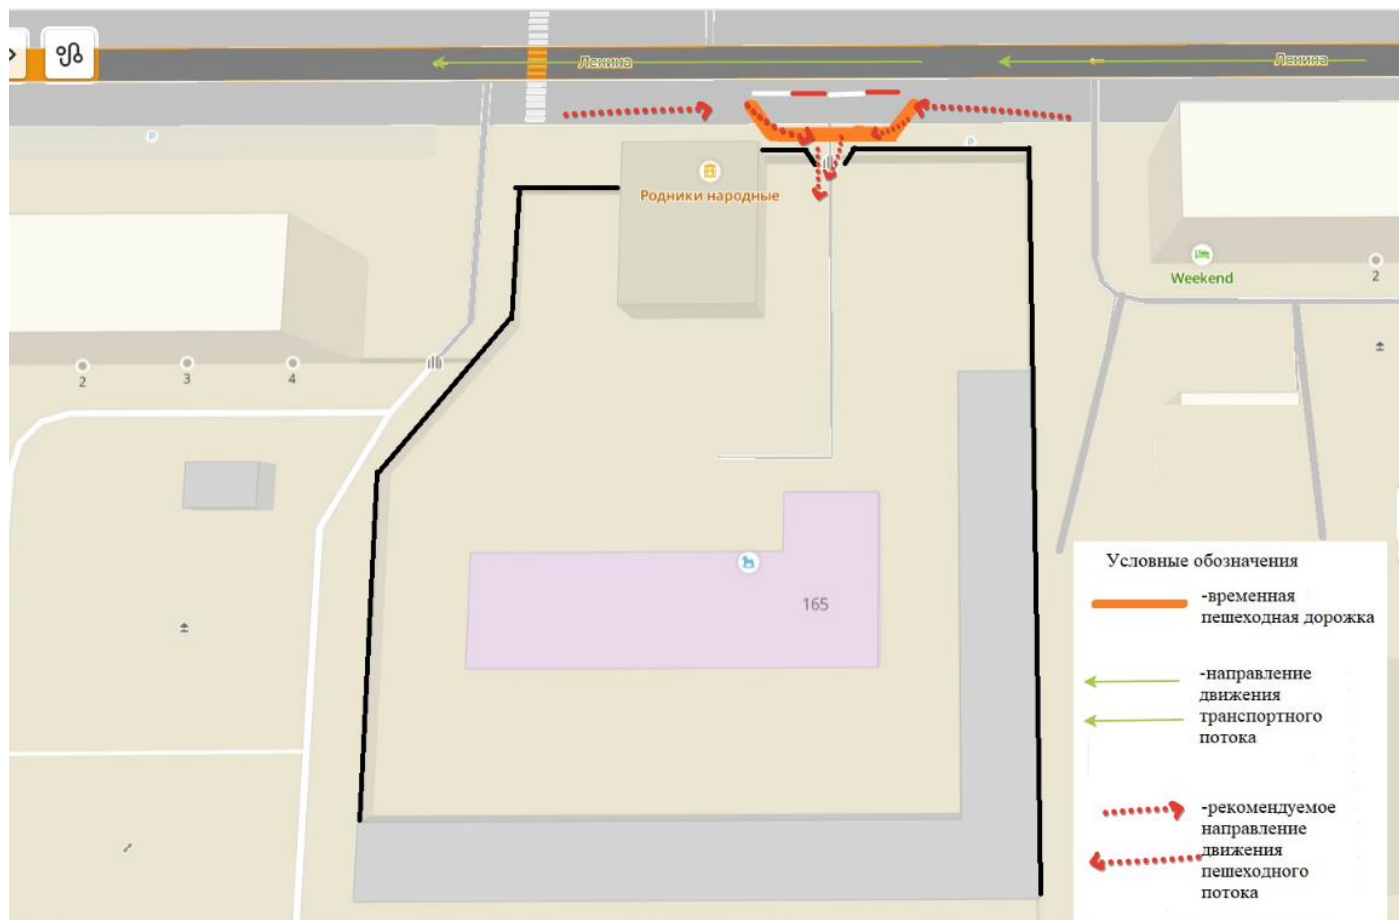 Ленина
Ленина
P
Родники народные
P
Weekend
2
2
3
4
165
Условные обозначения
-временная
пешеходная дорожка
-направление
движения
транспортного
потока
-рекомендуемое
направление
движения
пешеходного
потока